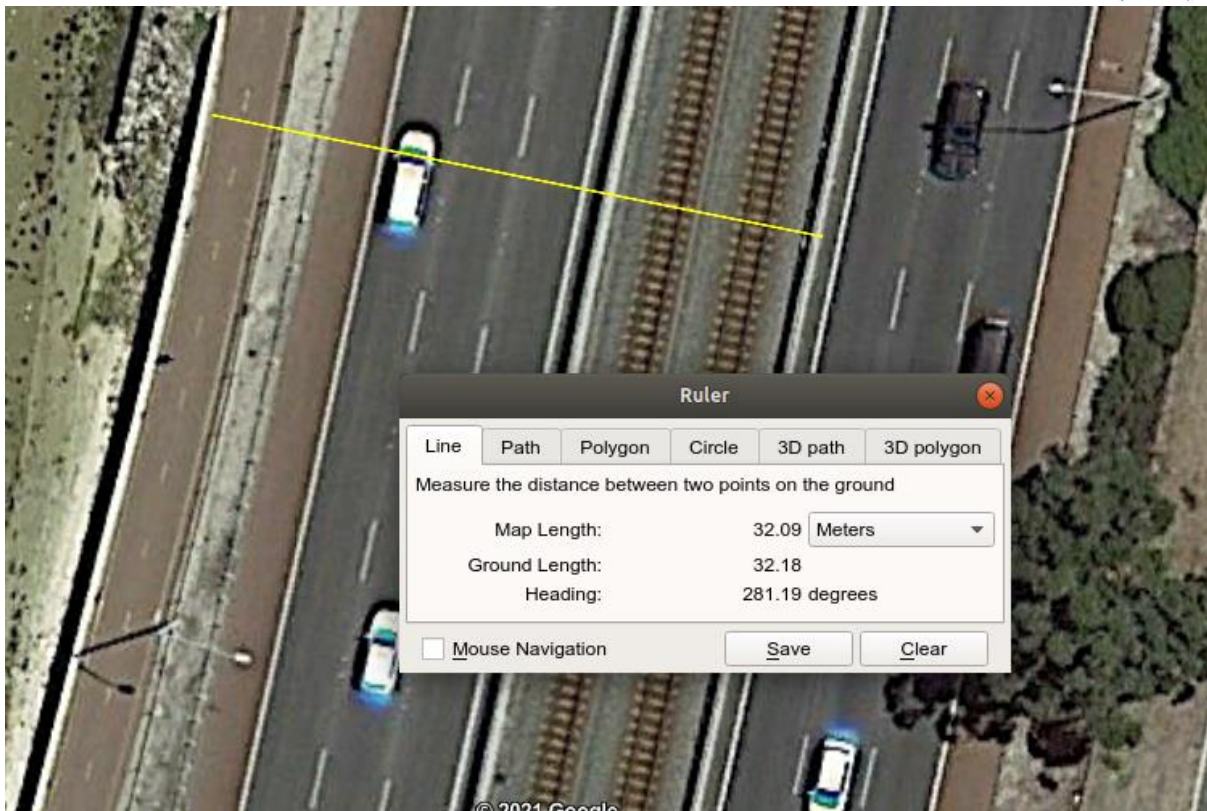 Ruler
Line Path Polygon Circle 3D path 3D polygon
Measure the distance between two points on the ground
Map Length: 32.09 Meters
Ground Length: 32.18
Heading: 281.19 degrees
Mouse Navigation Save Clear
© 2021 Google